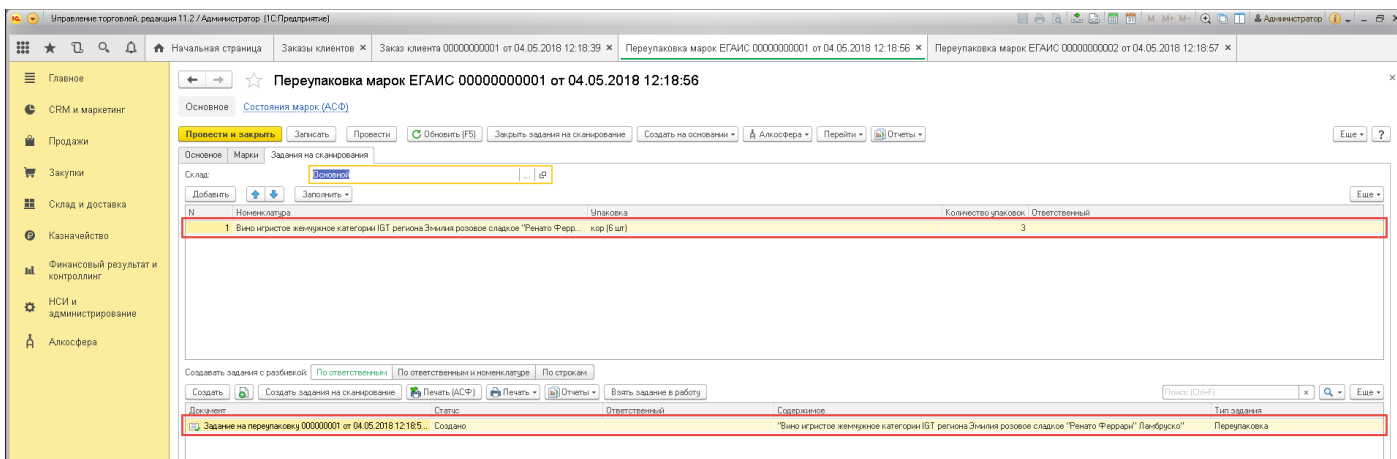 Управление торговлей, редакция 11.2 / Администратор (1С:Предприятие) M M+ M- Администратор
Начальная страница Заказы клиентов × Заказ клиента 00000000001 от 04.05.2018 12:18:39 × Переупаковка марок ЕГАИС 00000000001 от 04.05.2018 12:18:56 × Переупаковка марок ЕГАИС 00000000002 от 04.05.2018 12:18:57 ×
Главное
CRM и маркетинг
Продажи
Закупки
Склад и доставка
Казначейство
Финансовый результат и
контроллинг
НСИ и
администрирование
Алкосфера
Переупаковка марок ЕГАИС 00000000001 от 04.05.2018 12:18:56
Основное Состояния марок (АСФ)
Провести и закрыть Записать Провести Обновить (F5) Закрыть задания на сканирование Создать на основании Алкосфера Перейти Отчеты Еще ?
Основное Марки Задания на сканирования
Склад: Основной ...
Добавить Заполнить Еще
N Номенклатура Упаковка Количество упаковок Ответственный
1 Вино игристое жемчужное категории IGT региона Эмилия розовое сладкое "Ренато Ферр... кор (6 шт) 3
Создавать задания с разбивкой: По ответственным По ответственным и номенклатуре По строкам
Создать Создать задания на сканирование Печать (АСФ) Печать Отчеты Взять задание в работу Поиск (Ctrl+F) × Еще
Документ Статус Ответственный Содержимое Тип задания
Задание на переупаковку 000000001 от 04.05.2018 12:18:5... Создано "Вино игристое жемчужное категории IGT региона Эмилия розовое сладкое "Ренато Феррари" Ламбруско" Переупаковка